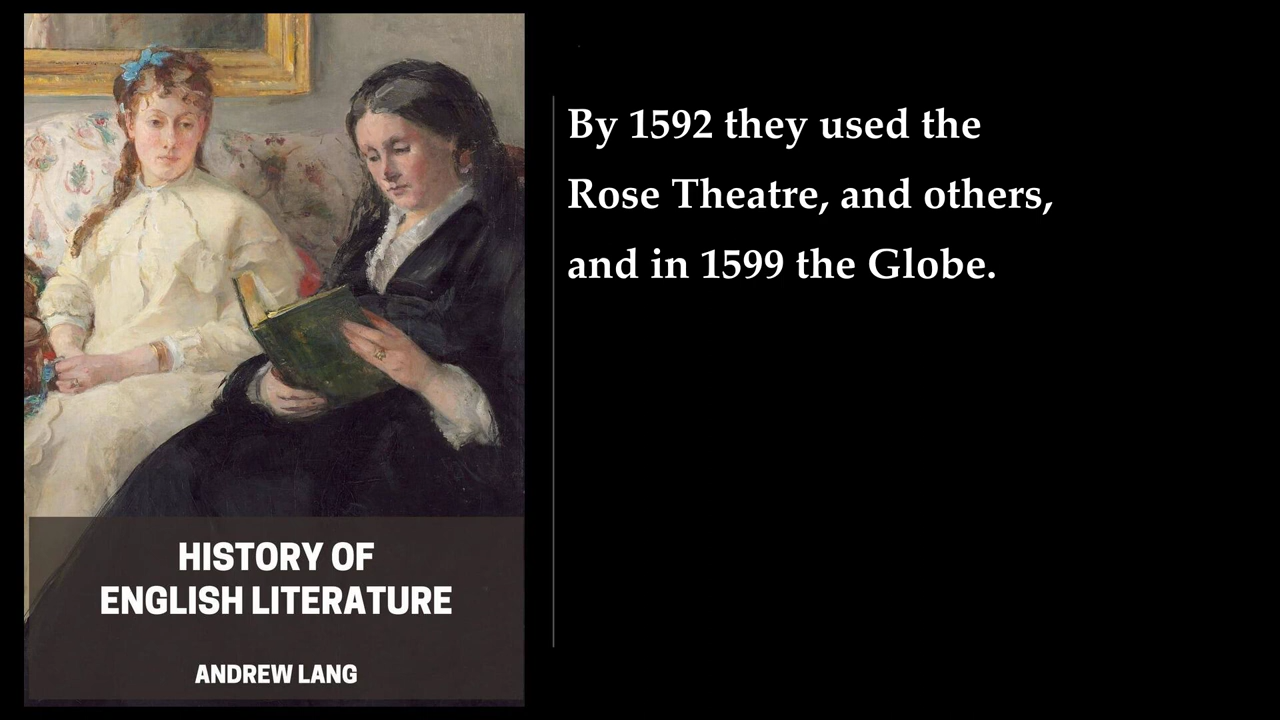 HISTORY OF
ENGLISH LITERATURE
ANDREW LANG
By 1592 they used the
Rose Theatre, and others,
and in 1599 the Globe.